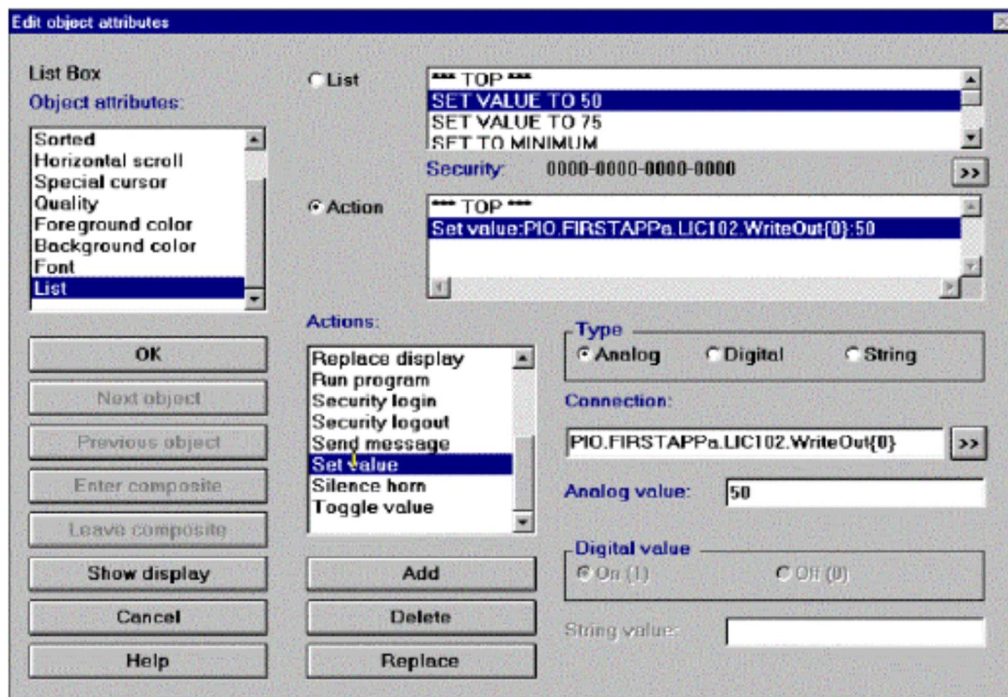 Edit object attributes
List Box
Object attributes:
Sorted
Horizontal scroll
Special cursor
Quality
Foreground color
Background color
Font
List
OK
Next object
Previous object
Enter composite
Leave composite
Show display
Cancel
Help
List
*** TOP ***
SET VALUE TO 50
SET VALUE TO 75
SET TO MINIMUM
Security: 0000-0000-0000-0000
>>
Action
*** TOP ***
Set value:PIO.FIRSTAPPa.LIC102.WriteOut{0}:50
Actions:
Replace display
Run program
Security login
Security logout
Send message
Set value
Silence horn
Toggle value
Add
Delete
Replace
Type
Analog Digital String
Connection:
PIO.FIRSTAPPa.LIC102.WriteOut{0} >>
Analog value: 50
Digital value
On (1) Off (0)
String value: